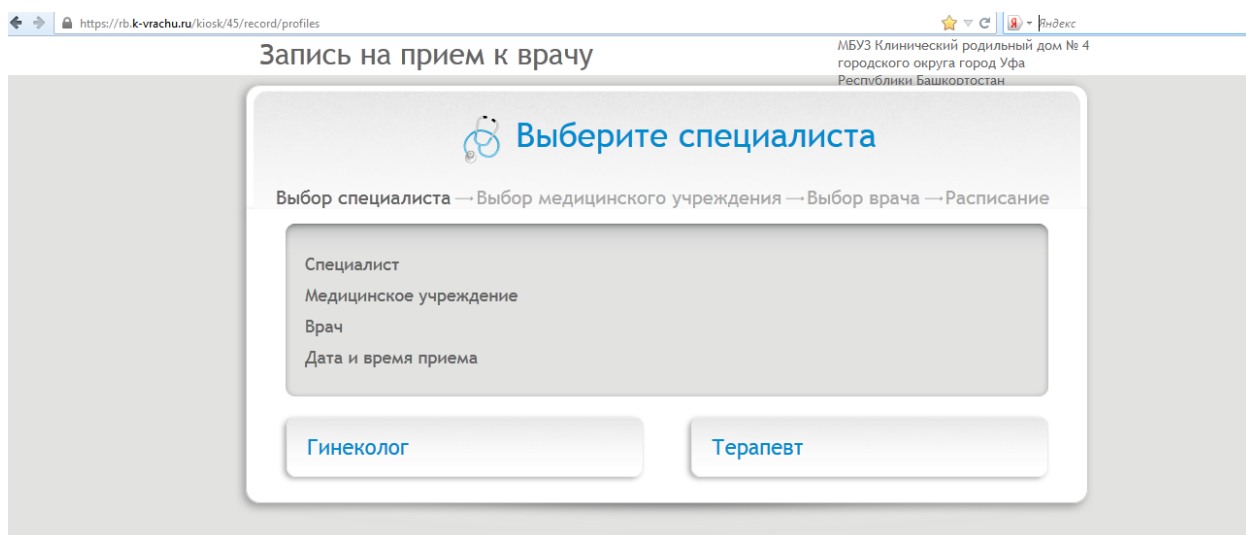 https://rb.k-vrachu.ru/kiosk/45/record/profiles
Яндекс
Запись на прием к врачу
МБУЗ Клинический родильный дом № 4
городского округа город Уфа
Республики Башкортостан
Выберите специалиста
Выбор специалиста → Выбор медицинского учреждения → Выбор врача → Расписание
Специалист
Медицинское учреждение
Врач
Дата и время приема
Гинеколог
Терапевт